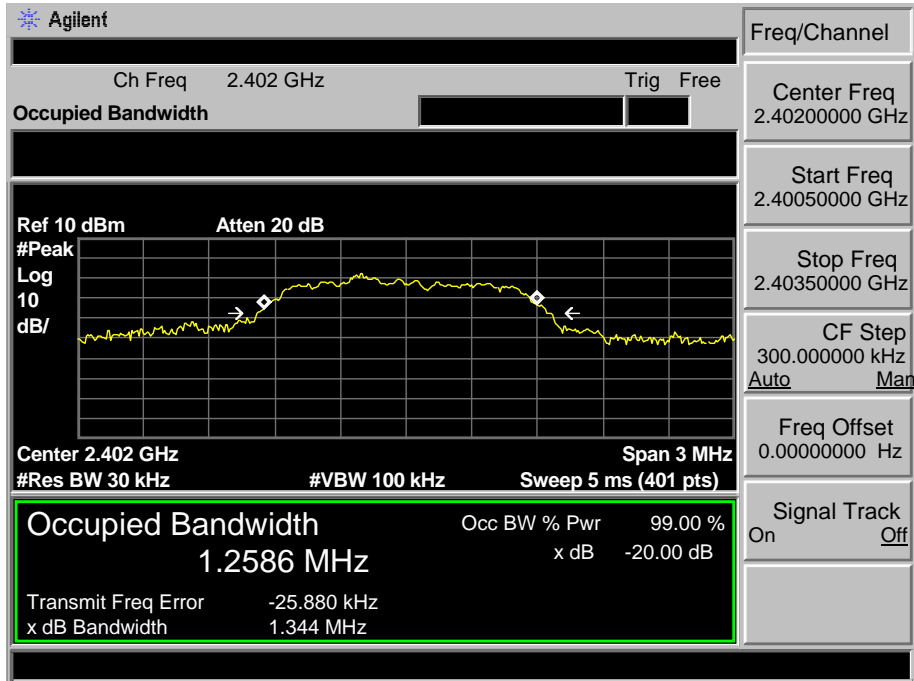 Agilent
Freq/Channel
Ch Freq 2.402 GHz Trig Free
Occupied Bandwidth
Center Freq
2.40200000 GHz
Start Freq
2.40050000 GHz
Stop Freq
2.40350000 GHz
CF Step
300.000000 kHz
Auto Man
Freq Offset
0.00000000 Hz
Signal Track
On Off
Ref 10 dBm Atten 20 dB
#Peak
Log
10
dB/
Center 2.402 GHz Span 3 MHz
#Res BW 30 kHz #VBW 100 kHz Sweep 5 ms (401 pts)
Occupied Bandwidth Occ BW % Pwr 99.00 %
1.2586 MHz x dB -20.00 dB
Transmit Freq Error -25.880 kHz
x dB Bandwidth 1.344 MHz